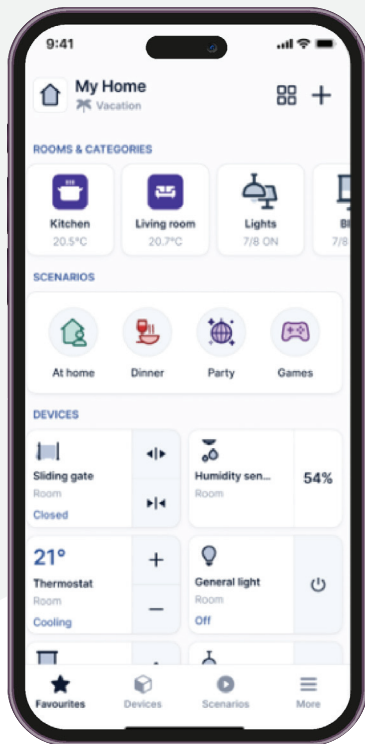 9:41
My Home
Vacation
ROOMS & CATEGORIES
Kitchen
20.5°C
Living room
20.7°C
Lights
7/8 ON
7/8
SCENARIOS
At home
Dinner
Party
Games
DEVICES
Sliding gate
Room
Closed
Humidity sen...
Room
54%
21°
Thermostat
Room
Cooling
General light
Room
Off
Favourites
Devices
Scenarios
More